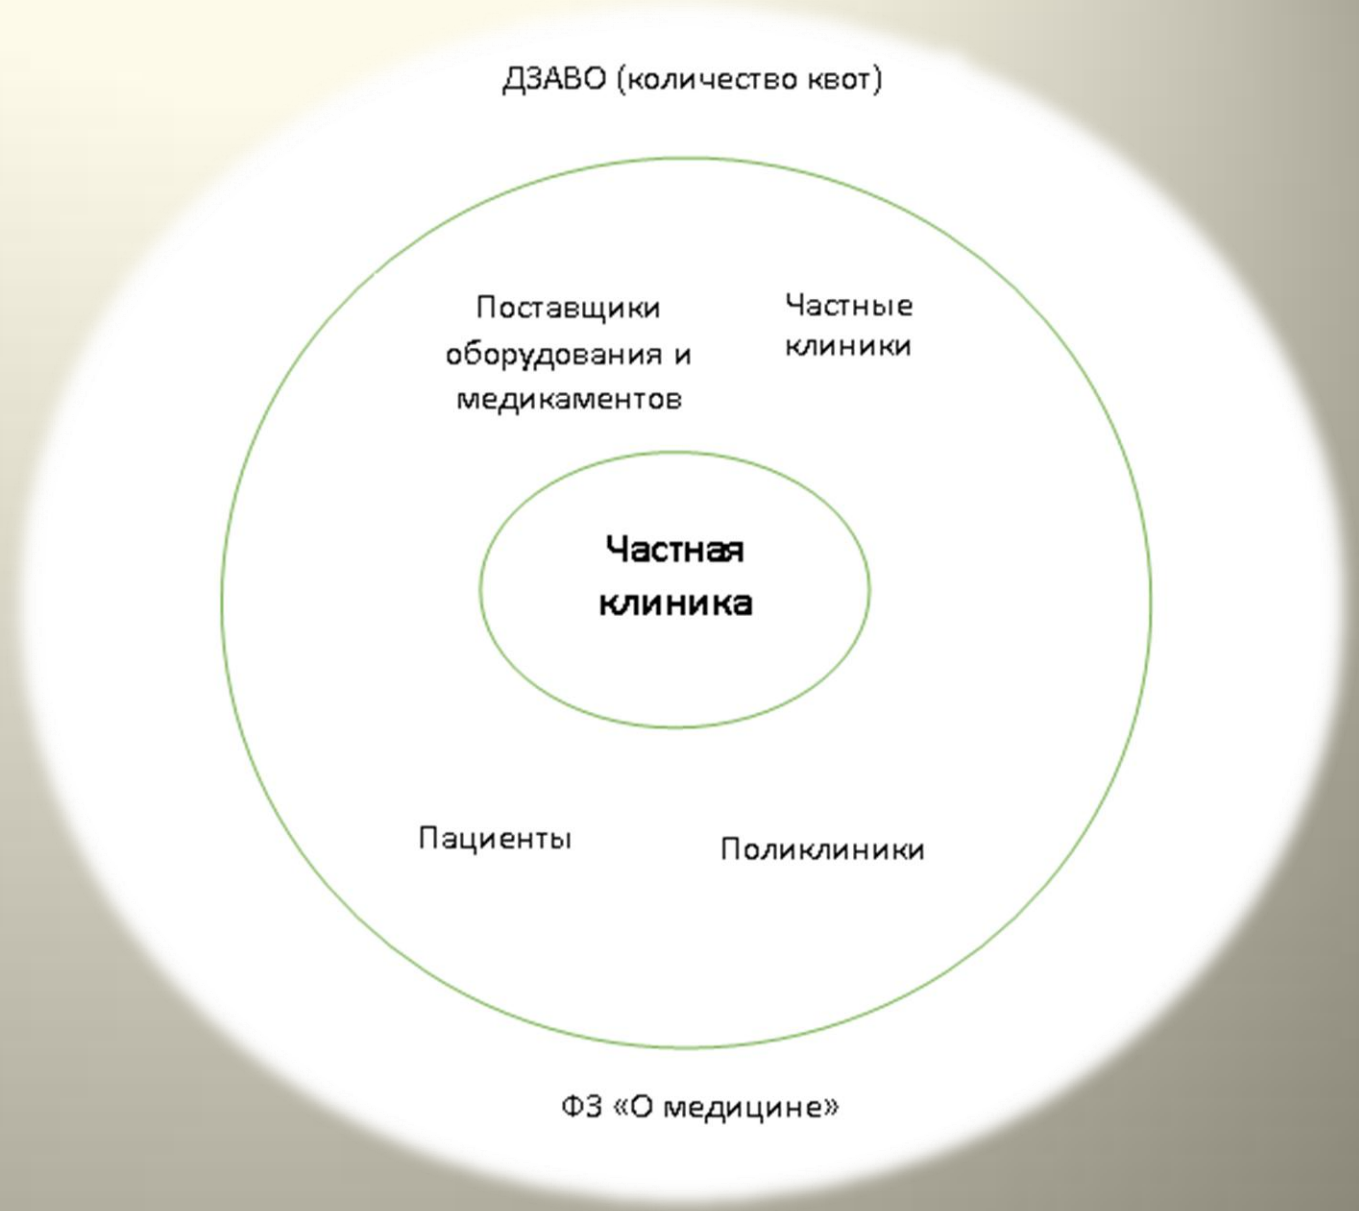 ДЗАВО (количество квот)
Поставщики
оборудования и
медикаментов
Частные
клиники
Частная
клиника
Пациенты
Поликлиники
ФЗ «О медицине»